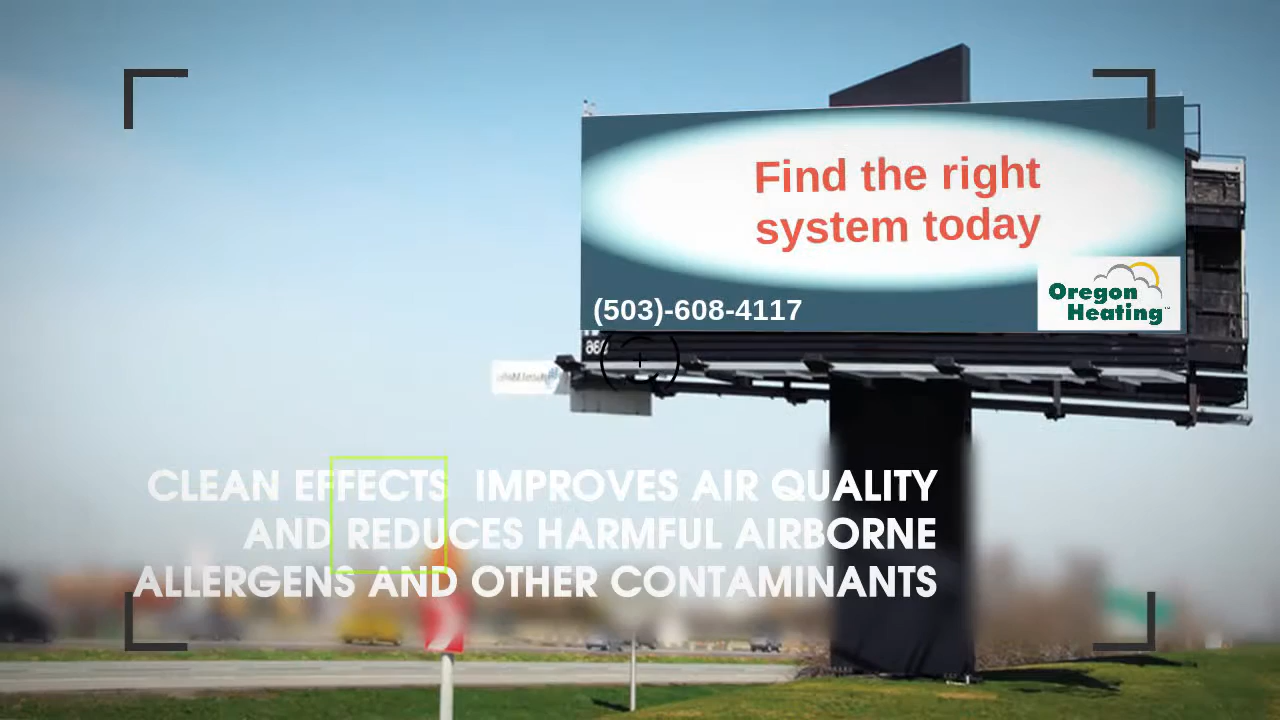 Find the right
system today
Oregon
Heating
(503)-608-4117
CLEAN EFFECTS  IMPROVES AIR QUALITY
AND REDUCES HARMFUL AIRBORNE
ALLERGENS AND OTHER CONTAMINANTS